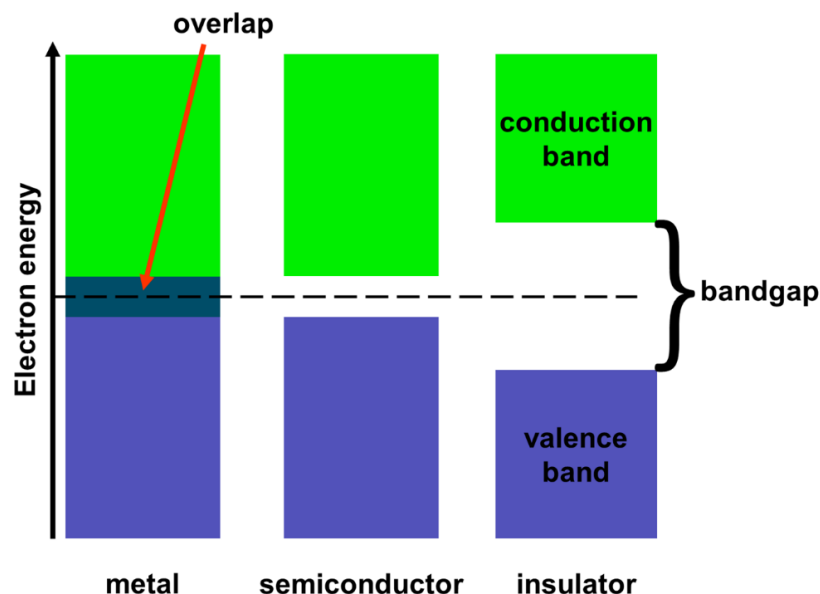 overlap
Electron energy
conduction
band
bandgap
valence
band
metal
semiconductor
insulator